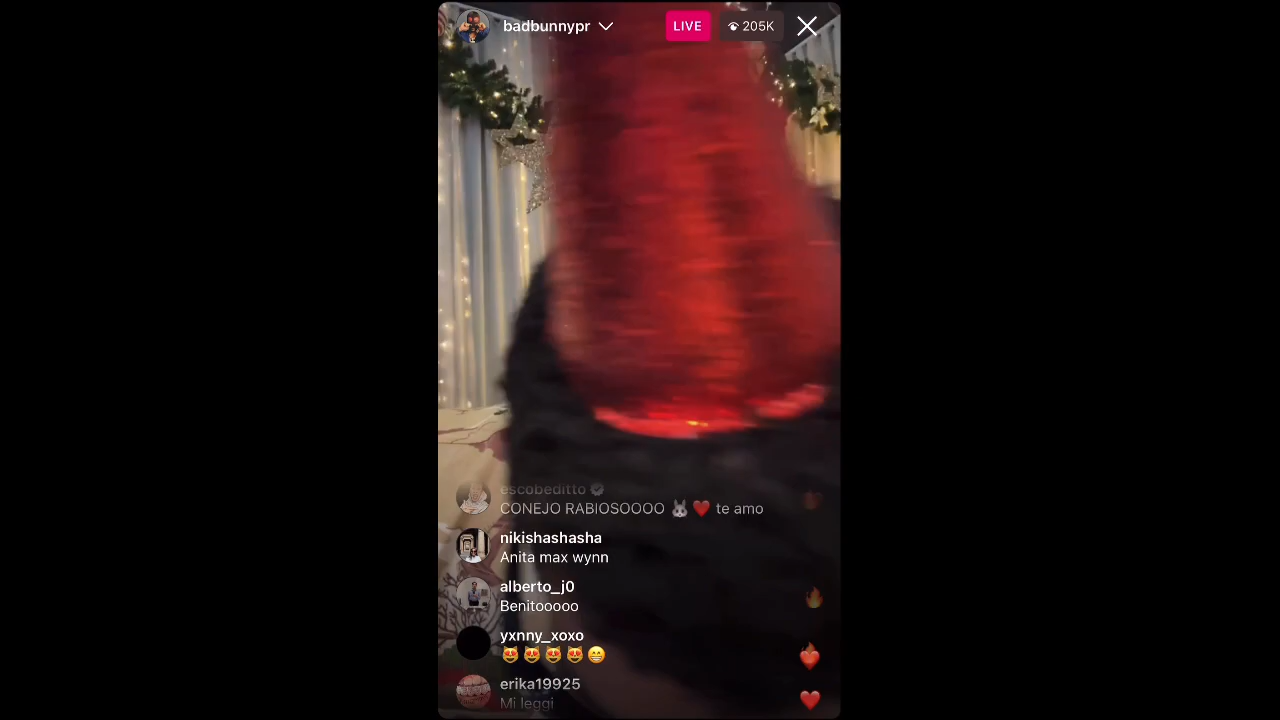 badbunnypr
LIVE
205K
escobeditto
CONEJO RABIOSOOOO 🐰❤️ te amo
nikishashasha
Anita max wynn
alberto_j0
Benitooooo
yxnny_xoxo
😻😻😻😻😁
erika19925
Mi leggi